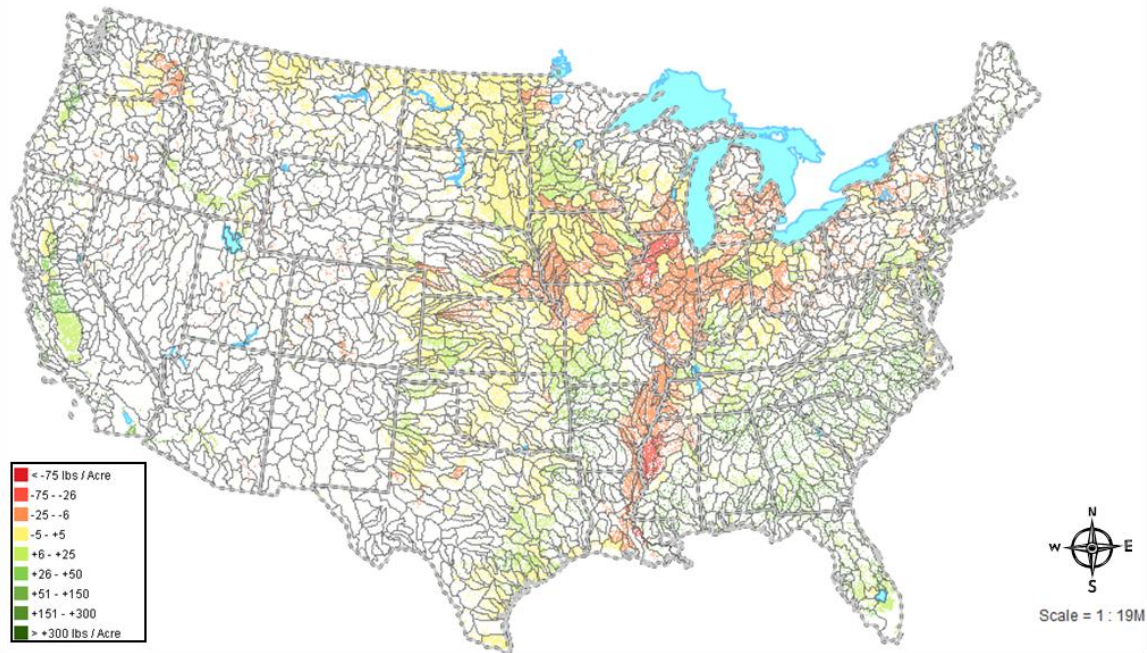 < -75 lbs / Acre
-75 - -26
-25 - -6
-5 - +5
+6 - +25
+26 - +50
+51 - +150
+151 - +300
> +300 lbs / Acre
N
W E
S
Scale = 1 : 19M